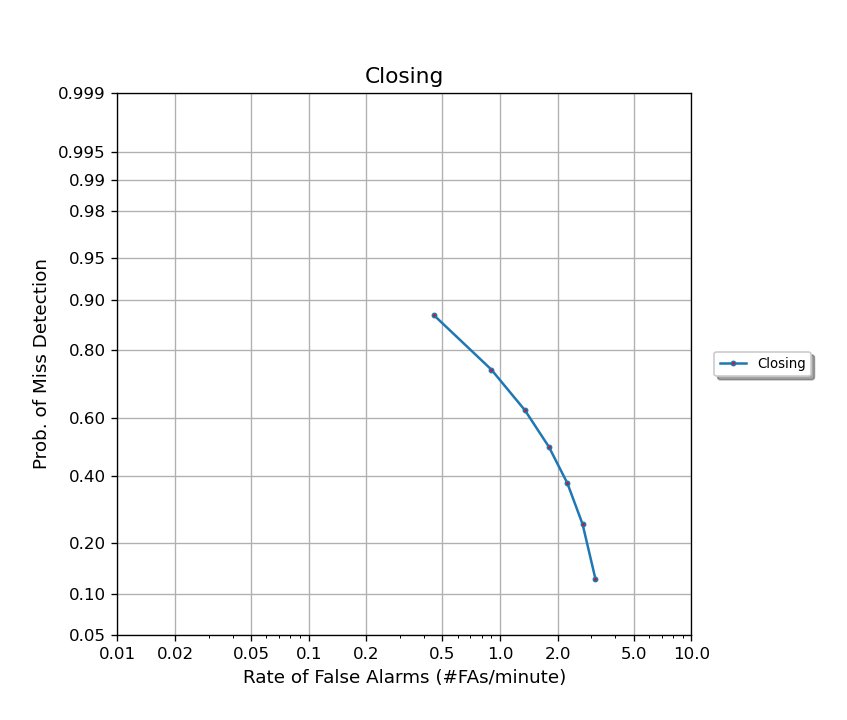 Closing
0.999
0.995
0.99
0.98
0.95
0.90
0.80
0.60
0.40
0.20
0.10
0.05
Prob. of Miss Detection
0.01 0.02 0.05 0.1 0.2 0.5 1.0 2.0 5.0 10.0
Rate of False Alarms (#FAs/minute)
Closing